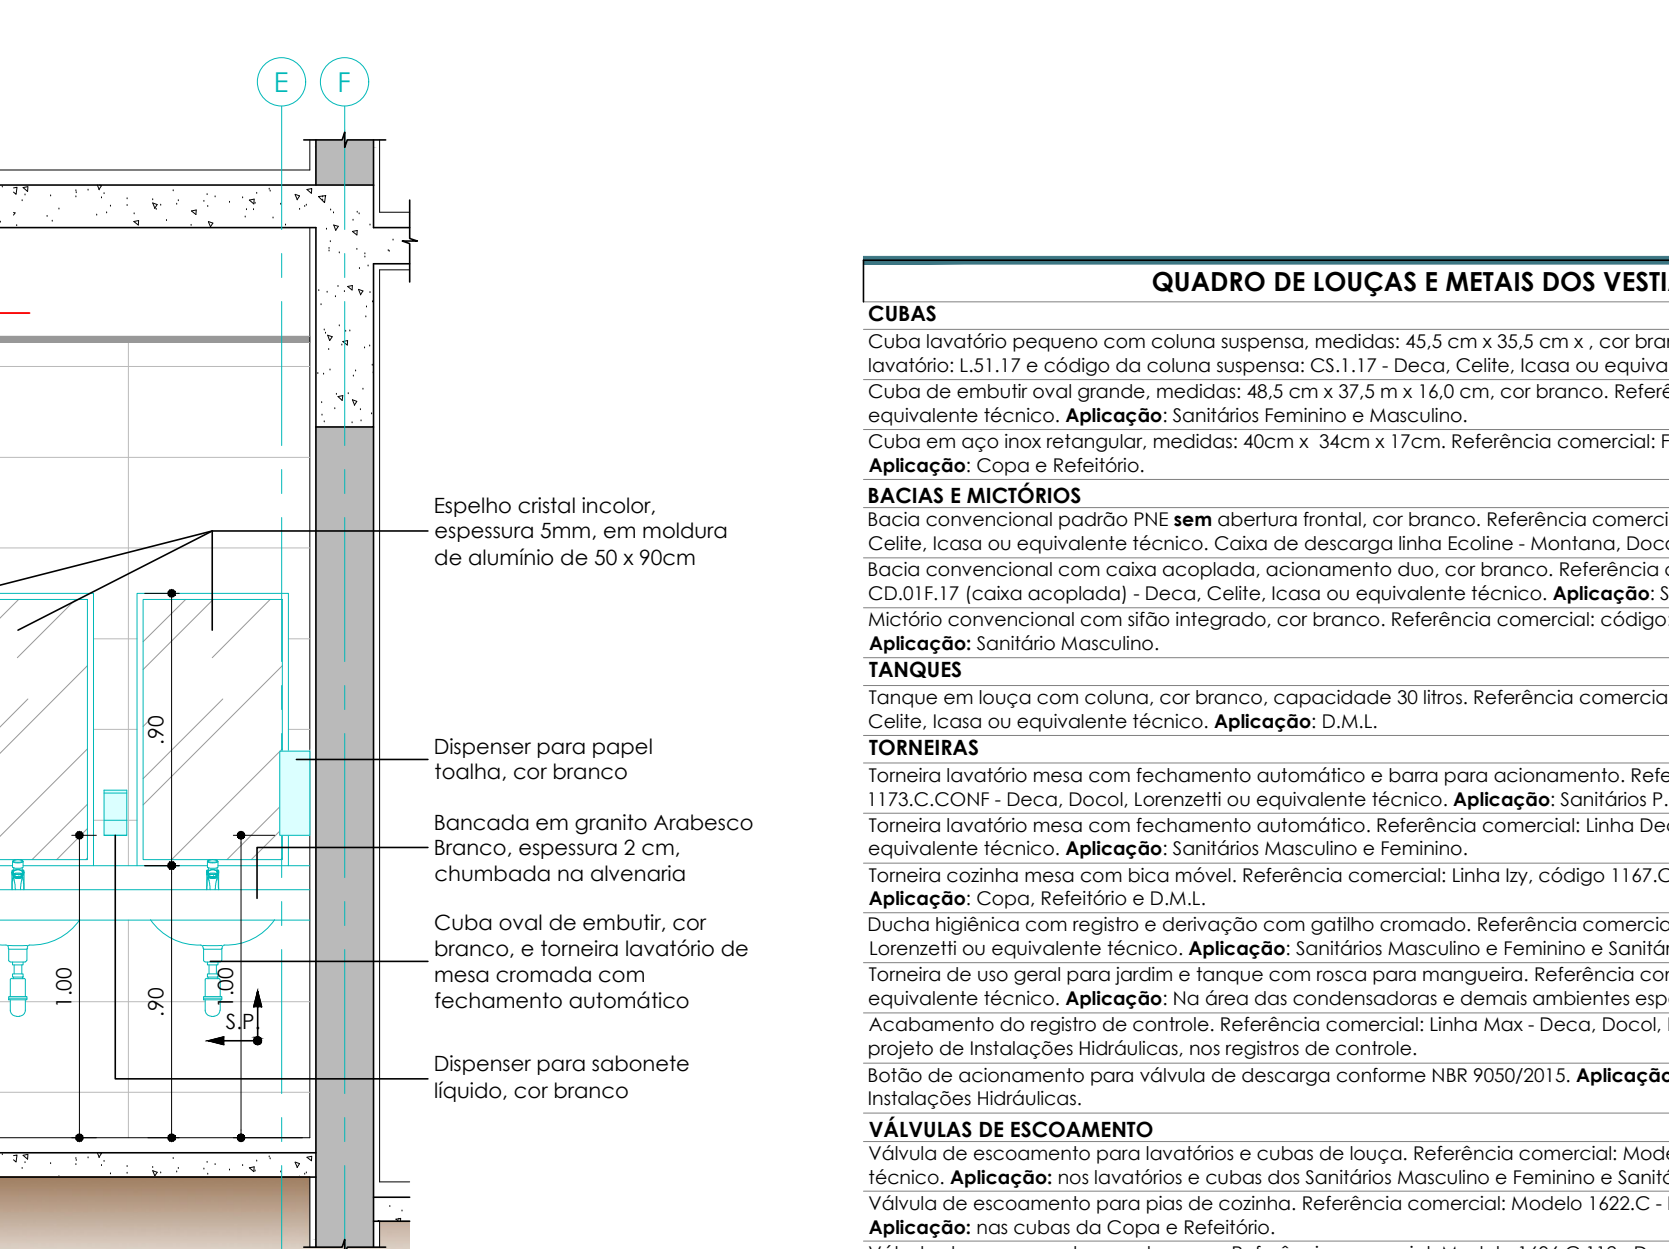 E F
Espelho cristal incolor,
espessura 5mm, em moldura
de alumínio de 50 x 90cm
.90
Dispenser para papel
toalha, cor branco
Bancada em granito Arabesco
Branco, espessura 2 cm,
chumbada na alvenaria
Cuba oval de embutir, cor
branco, e torneira lavatório de
mesa cromada com
fechamento automático
1.00
.90
1.00
S.P.
Dispenser para sabonete
líquido, cor branco
QUADRO DE LOUÇAS E METAIS DOS
CUBAS
Cuba lavatório pequeno com coluna suspensa, medidas: 45,5 cm x 35,5 cm x , cor
lavatório: L.51.17 e código da coluna suspensa: CS.1.17 - Deca, Celite, Icasa ou
Cuba de embutir oval grande, medidas: 48,5 cm x 37,5 m x 16,0 cm, cor branco.
equivalente técnico. Aplicação: Sanitários Feminino e Masculino.
Cuba em aço inox retangular, medidas: 40cm x  34cm x 17cm. Referência comercial:
Aplicação: Copa e Refeitório.
BACIAS E MICTÓRIOS
Bacia convencional padrão PNE sem abertura frontal, cor branco. Referência
Celite, Icasa ou equivalente técnico. Caixa de descarga linha Ecoline - Montana,
Bacia convencional com caixa acoplada, acionamento duo, cor branco. Referência
CD.01F.17 (caixa acoplada) - Deca, Celite, Icasa ou equivalente técnico. Aplicação:
Mictório convencional com sifão integrado, cor branco. Referência comercial: código:
Aplicação: Sanitário Masculino.
TANQUES
Tanque em louça com coluna, cor branco, capacidade 30 litros. Referência
Celite, Icasa ou equivalente técnico. Aplicação: D.M.L.
TORNEIRAS
Torneira lavatório mesa com fechamento automático e barra para acionamento.
1173.C.CONF - Deca, Docol, Lorenzetti ou equivalente técnico. Aplicação: Sanitários P.
Torneira lavatório mesa com fechamento automático. Referência comercial: Linha
equivalente técnico. Aplicação: Sanitários Masculino e Feminino.
Torneira cozinha mesa com bica móvel. Referência comercial: Linha Izy, código
Aplicação: Copa, Refeitório e D.M.L.
Ducha higiênica com registro e derivação com gatilho cromado. Referência
Lorenzetti ou equivalente técnico. Aplicação: Sanitários Masculino e Feminino e
Torneira de uso geral para jardim e tanque com rosca para mangueira. Referência
equivalente técnico. Aplicação: Na área das condensadoras e demais ambientes
Acabamento do registro de controle. Referência comercial: Linha Max - Deca, Docol,
projeto de Instalações Hidráulicas, nos registros de controle.
Botão de acionamento para válvula de descarga conforme NBR 9050/2015. Aplicação
Instalações Hidráulicas.
VÁLVULAS DE ESCOAMENTO
Válvula de escoamento para lavatórios e cubas de louça. Referência comercial:
técnico. Aplicação: nos lavatórios e cubas dos Sanitários Masculino e Feminino e
Válvula de escoamento para pias de cozinha. Referência comercial: Modelo 1622.C -
Aplicação: nas cubas da Copa e Refeitório.